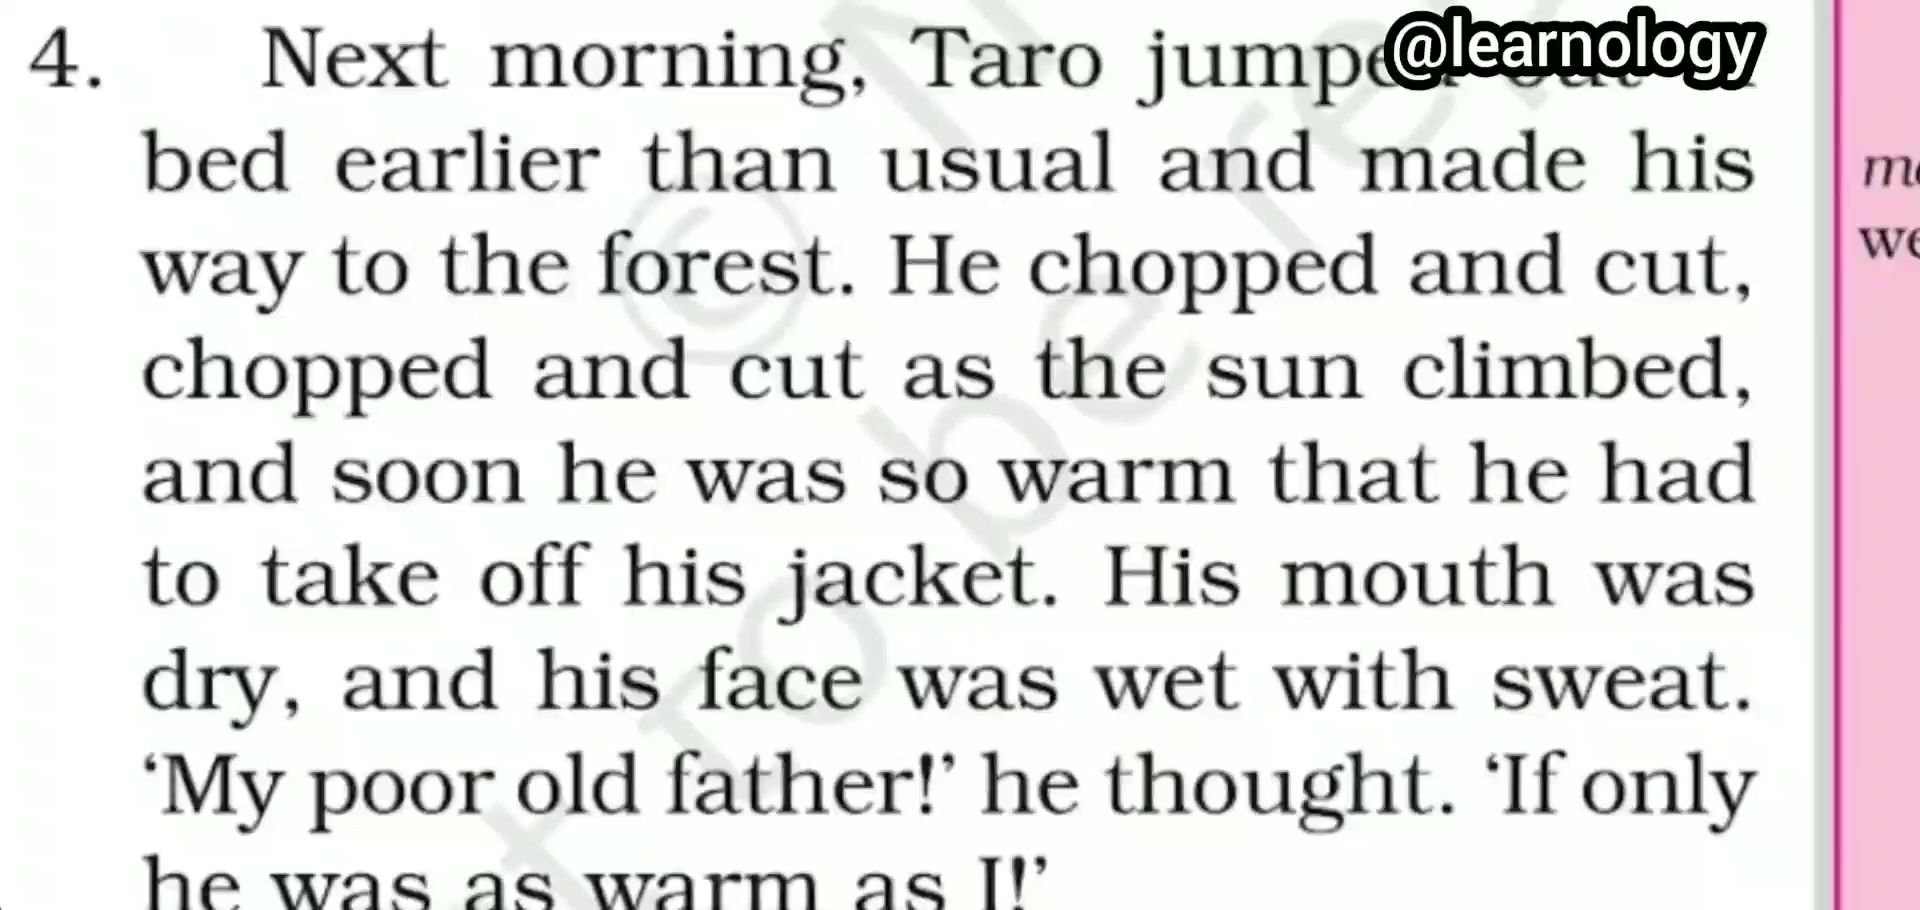 4. Next morning, Taro @learnology
bed earlier than usual and made his
way to the forest. He chopped and cut,
chopped and cut as the sun climbed,
and soon he was so warm that he had
to take off his jacket. His mouth was
dry, and his face was wet with sweat.
‘My poor old father!’ he thought. ‘If only
he was as warm as I!’